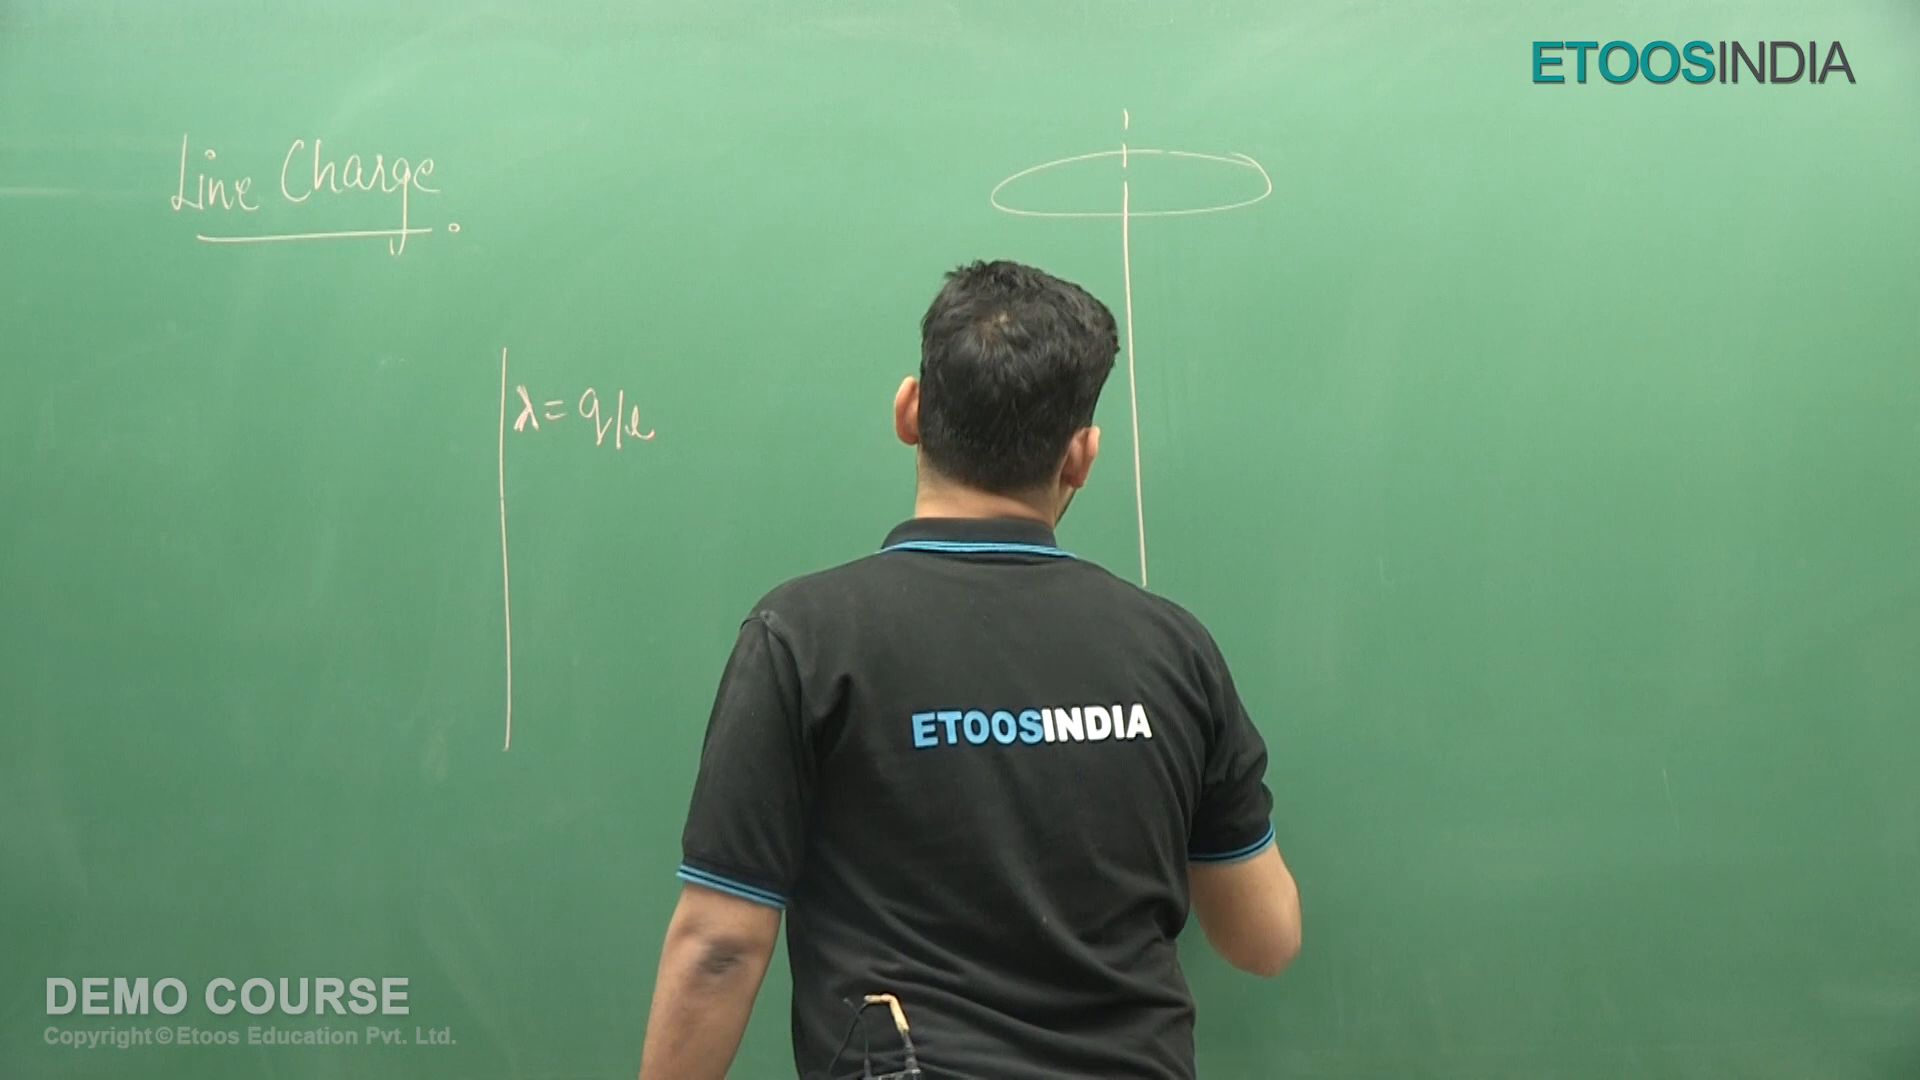 ETOOSINDIA
Line Charge
λ = q/l
ETOOSINDIA
DEMO COURSE
Copyright © Etoos Education Pvt. Ltd.